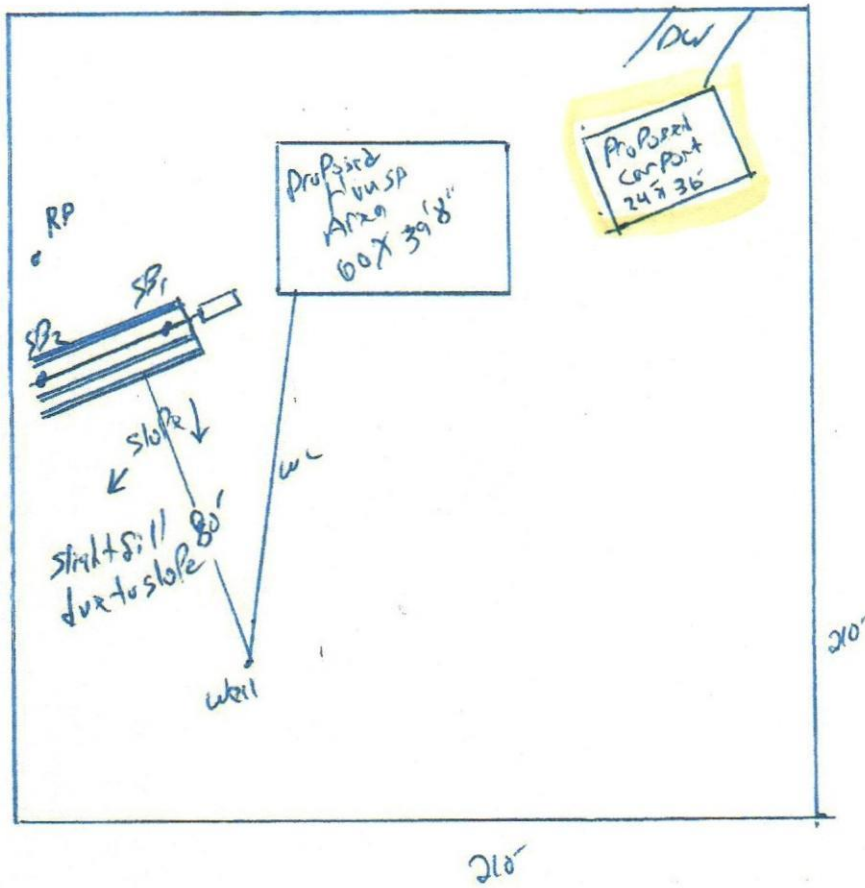 DW
Proposed
carport
24 x 36
Proposed
House
Area
60 X 39'8"
RP
SB1
SB2
slope
WL
80'
slight fill
due to slope
well
210'
210'